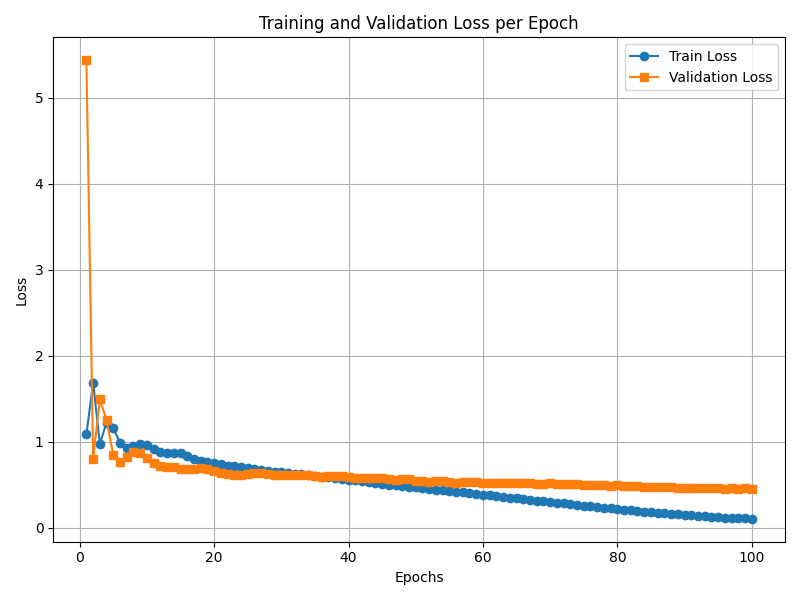 Training and Validation Loss per Epoch
Train Loss
Validation Loss
5
4
3
2
1
0
Loss
0 20 40 60 80 100
Epochs